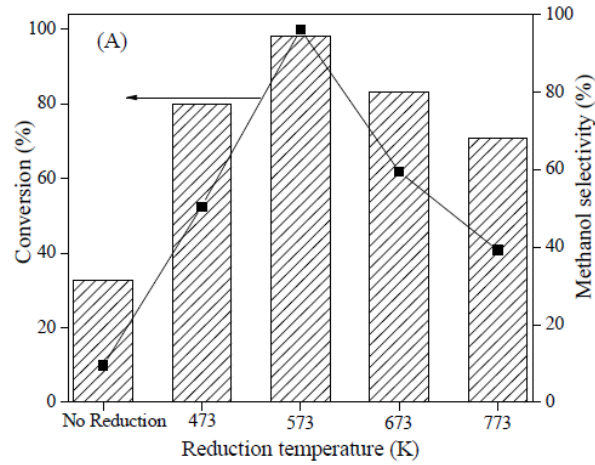 (A)
Conversion (%)
100
80
60
40
20
0
Methanol selectivity (%)
100
80
60
40
20
0
No Reduction 473 573 673 773
Reduction temperature (K)